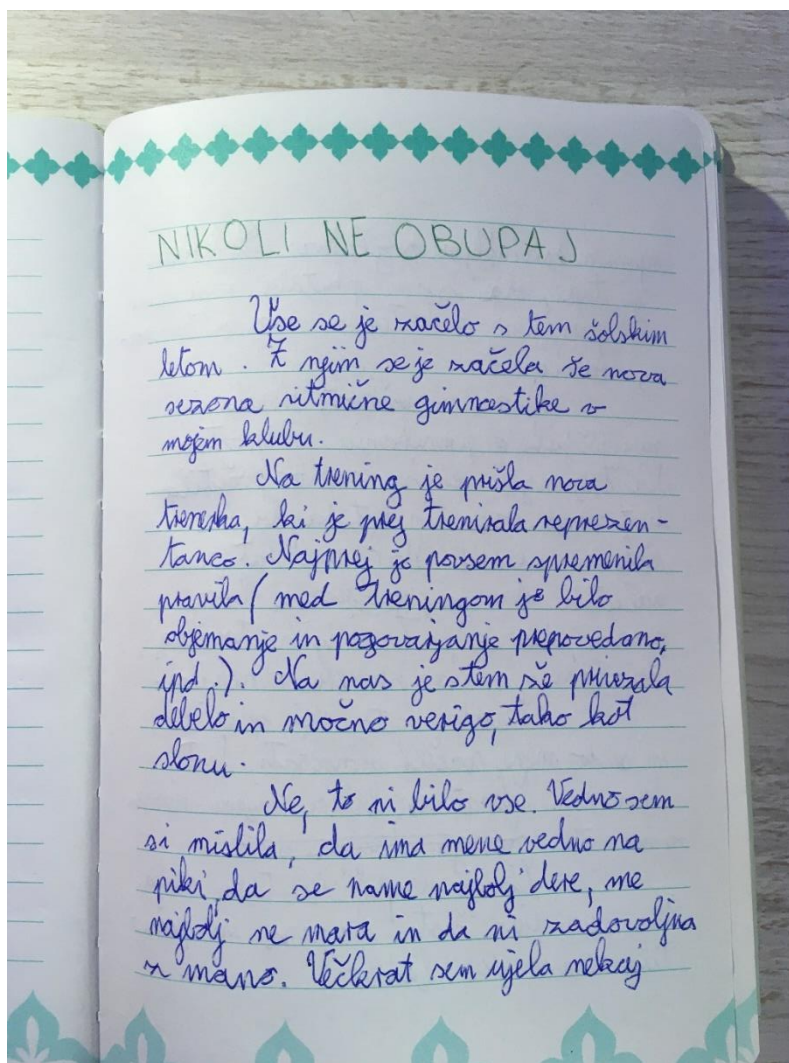 NIKOLI NE OBUPAJ
Vse se je začelo s tem šolskim
letom. Z njim se je začela še nova
sezona ritmične gimnastike v
mojem klubu.
Na trening je prišla nova
trenerka, ki je prej trenirala reprezen-
tanco. Najprej je povsem spremenila
pravila (med treningom je bilo
objemanje in pogovarjanje prepovedano,
ipd.). Na nas je s tem že privezala
debelo in močno verigo, tako kot
slonu.
Ne, to ni bilo vse. Vedno sem
si mislila, da ima mene vedno na
piki, da se name najbolj dere, me
najbolj ne mara in da ni zadovoljna
z mano. Večkrat sem ujela nekaj